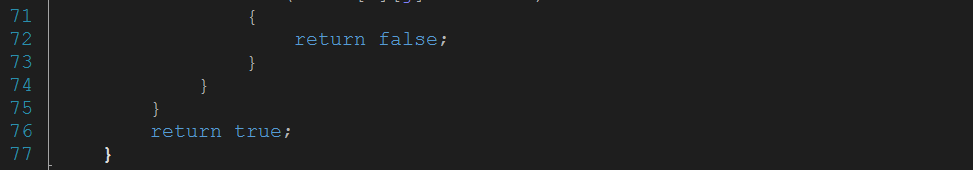 71 {
72 return false;
73 }
74 }
75 }
76 return true;
77 }